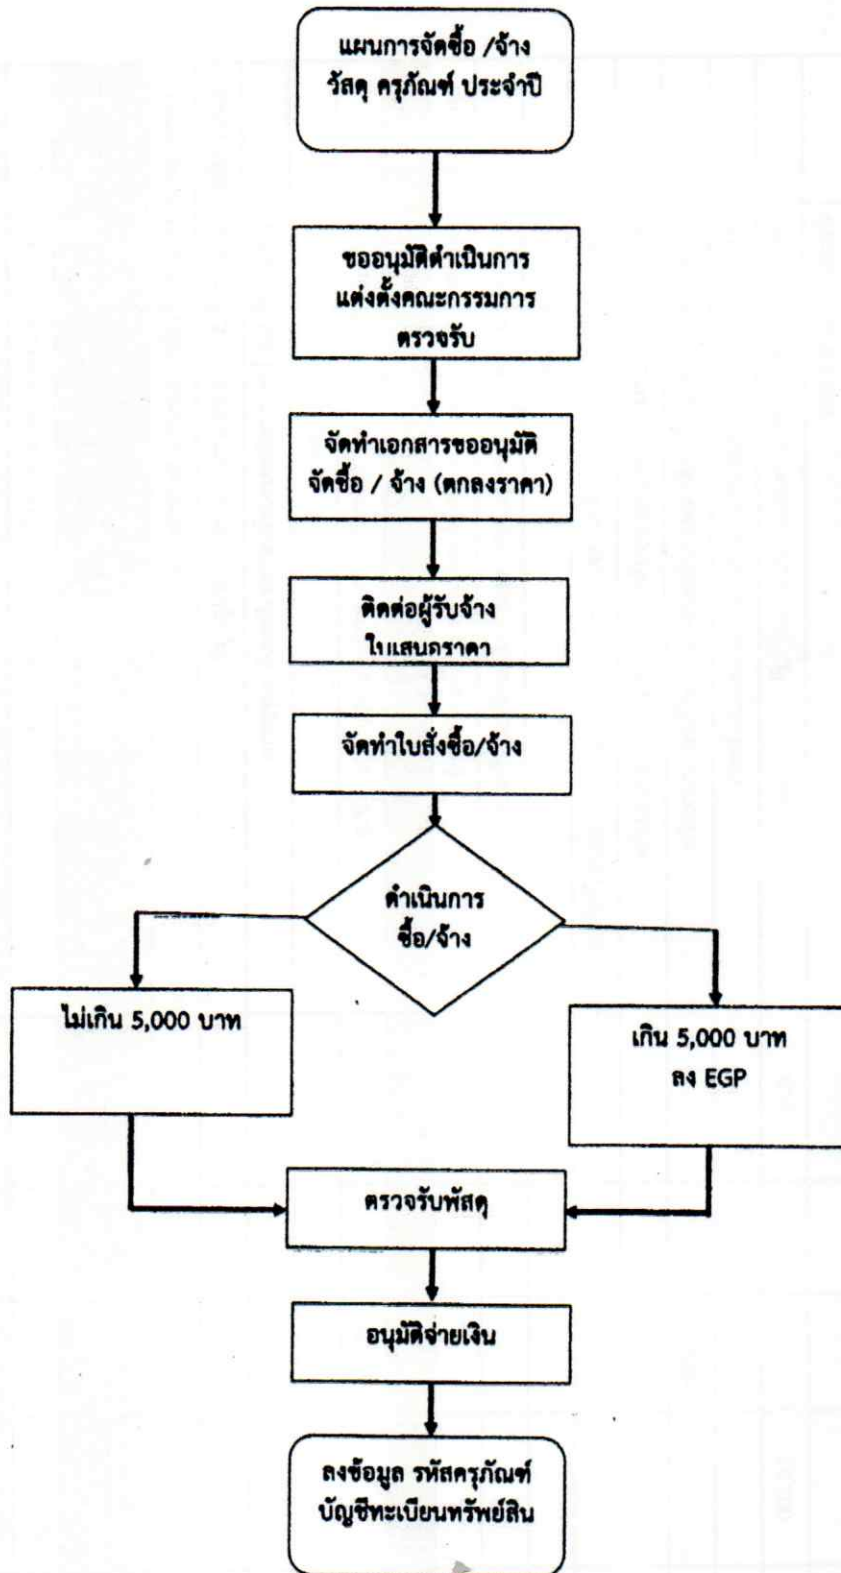 แผนการจัดซื้อ /จ้าง
วัสดุ ครุภัณฑ์ ประจำปี
ขออนุมัติดำเนินการ
แต่งตั้งคณะกรรมการ
ตรวจรับ
จัดทำเอกสารขออนุมัติ
จัดซื้อ / จ้าง (ตกลงราคา)
ติดต่อผู้รับจ้าง
ใบเสนอราคา
จัดทำใบสั่งซื้อ/จ้าง
ดำเนินการ
ซื้อ/จ้าง
ไม่เกิน 5,000 บาท
เกิน 5,000 บาท
ลง EGP
ตรวจรับพัสดุ
อนุมัติจ่ายเงิน
ลงข้อมูล รหัสครุภัณฑ์
บัญชีทะเบียนทรัพย์สิน